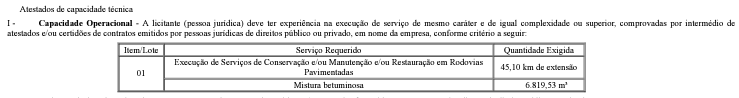 Atestados de capacidade técnica
I - Capacidade Operacional - A licitante (pessoa jurídica) deve ter experiência na execução de serviço de mesmo caráter e de igual complexidade ou superior, comprovadas por intermédio de
atestados e/ou certidões de contratos emitidos por pessoas jurídicas de direitos público ou privado, em nome da empresa, conforme critério a seguir:
Item/Lote Serviço Requerido Quantidade Exigida
01 Execução de Serviços de Conservação e/ou Manutenção e/ou Restauração em Rodovias
Pavimentadas 45,10 km de extensão
Mistura betuminosa 6.819,53 m³